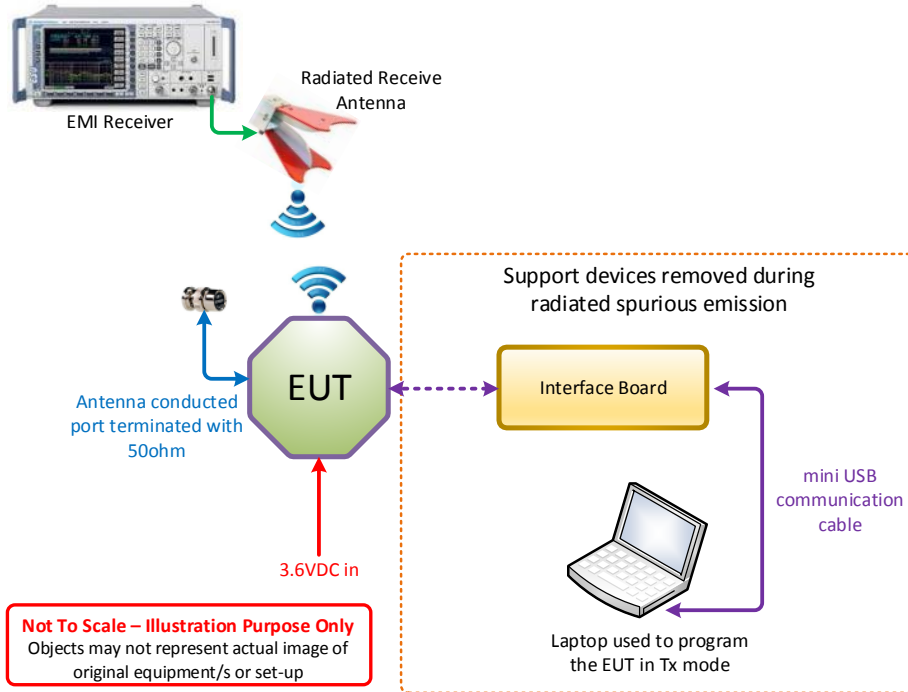 EMI Receiver
Radiated Receive
Antenna
Support devices removed during
radiated spurious emission
EUT
Interface Board
Antenna conducted
port terminated with
50ohm
mini USB
communication
cable
3.6VDC in
Not To Scale – Illustration Purpose Only
Objects may not represent actual image of
original equipment/s or set-up
Laptop used to program
the EUT in Tx mode